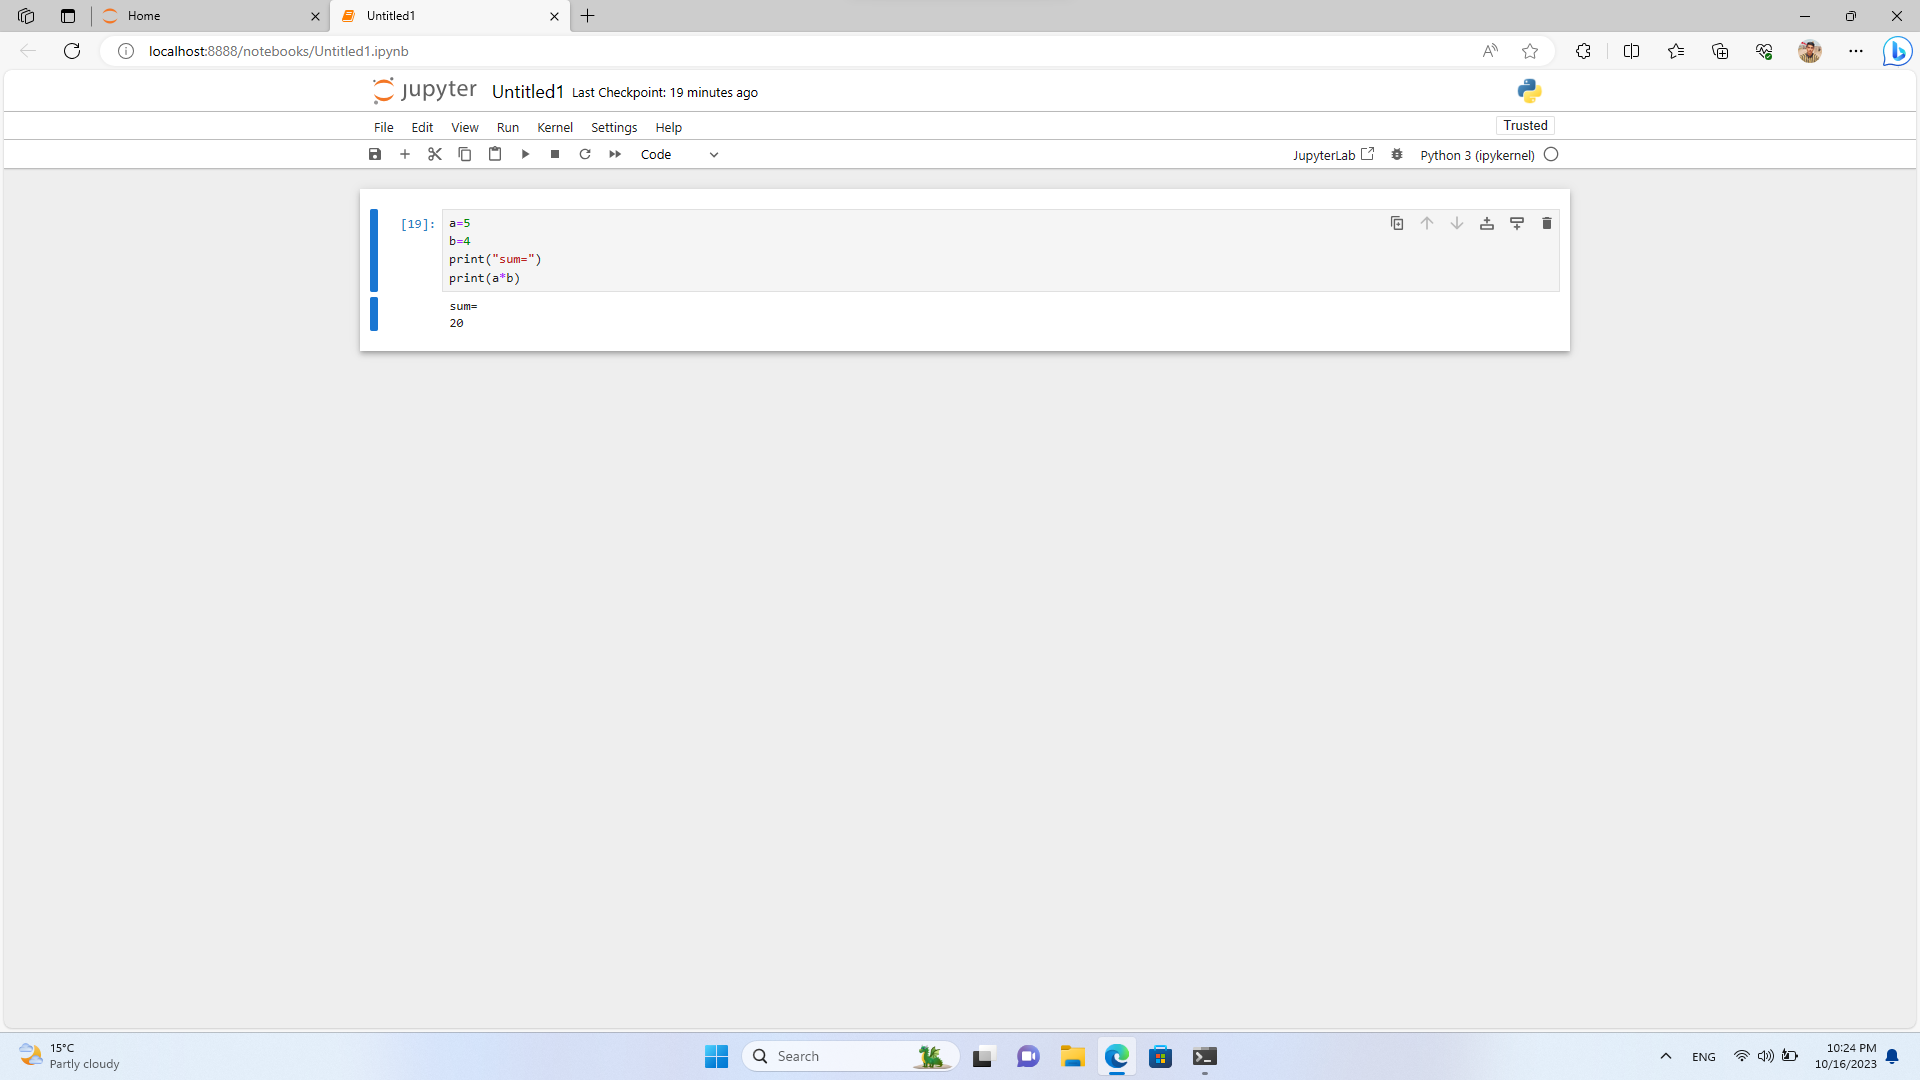 Home
Untitled1
localhost:8888/notebooks/Untitled1.ipynb
jupyter Untitled1 Last Checkpoint: 19 minutes ago
File Edit View Run Kernel Settings Help
Trusted
Code
JupyterLab
Python 3 (ipykernel)
[19]:
a=5
b=4
print("sum=")
print(a*b)
sum=
20
15°C
Partly cloudy
Search
ENG
10:24 PM
10/16/2023